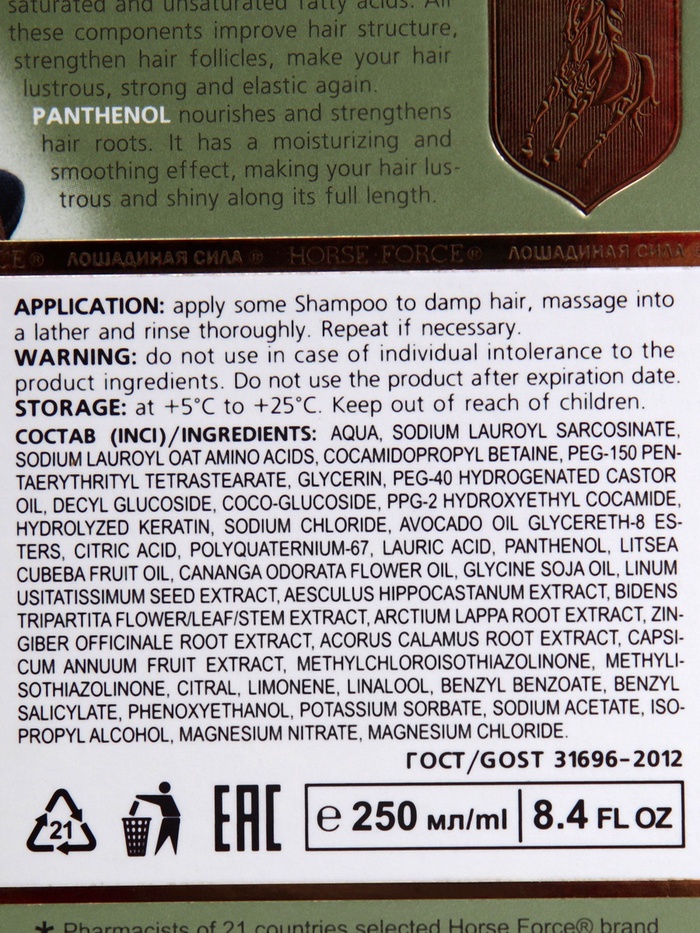 saturated and unsaturated fatty acids. All
these components improve hair structure,
strengthen hair follicles, make your hair
lustrous, strong and elastic again.
PANTHENOL nourishes and strengthens
hair roots. It has a moisturizing and
smoothing effect, making your hair lus-
trous and shiny along its full length.
CE® ЛОШАДИНАЯ СИЛА ® HORSE FORCE® ЛОШАДИНАЯ СИЛА
APPLICATION: apply some Shampoo to damp hair, massage into
a lather and rinse thoroughly. Repeat if necessary.
WARNING: do not use in case of individual intolerance to the
product ingredients. Do not use the product after expiration date.
STORAGE: at +5°C to +25°C. Keep out of reach of children.
СОСТАВ (INCI)/INGREDIENTS: AQUA, SODIUM LAUROYL SARCOSINATE,
SODIUM LAUROYL OAT AMINO ACIDS, COCAMIDOPROPYL BETAINE, PEG-150 PEN-
TAERYTHRITYL TETRASTEARATE, GLYCERIN, PEG-40 HYDROGENATED CASTOR
OIL, DECYL GLUCOSIDE, COCO-GLUCOSIDE, PPG-2 HYDROXYETHYL COCAMIDE,
HYDROLYZED KERATIN, SODIUM CHLORIDE, AVOCADO OIL GLYCERETH-8 ES-
TERS, CITRIC ACID, POLYQUATERNIUM-67, LAURIC ACID, PANTHENOL, LITSEA
CUBEBA FRUIT OIL, CANANGA ODORATA FLOWER OIL, GLYCINE SOJA OIL, LINUM
USITATISSIMUM SEED EXTRACT, AESCULUS HIPPOCASTANUM EXTRACT, BIDENS
TRIPARTITA FLOWER/LEAF/STEM EXTRACT, ARCTIUM LAPPA ROOT EXTRACT, ZIN-
GIBER OFFICINALE ROOT EXTRACT, ACORUS CALAMUS ROOT EXTRACT, CAPSI-
CUM ANNUUM FRUIT EXTRACT, METHYLCHLOROISOTHIAZOLINONE, METHYLI-
SOTHIAZOLINONE, CITRAL, LIMONENE, LINALOOL, BENZYL BENZOATE, BENZYL
SALICYLATE, PHENOXYETHANOL, POTASSIUM SORBATE, SODIUM ACETATE, ISO-
PROPYL ALCOHOL, MAGNESIUM NITRATE, MAGNESIUM CHLORIDE.
ГОСТ/GOST 31696-2012
21 EAC ℮ 250 мл/ml 8.4 FL OZ
* Pharmacists of 21 countries selected Horse Force® brand